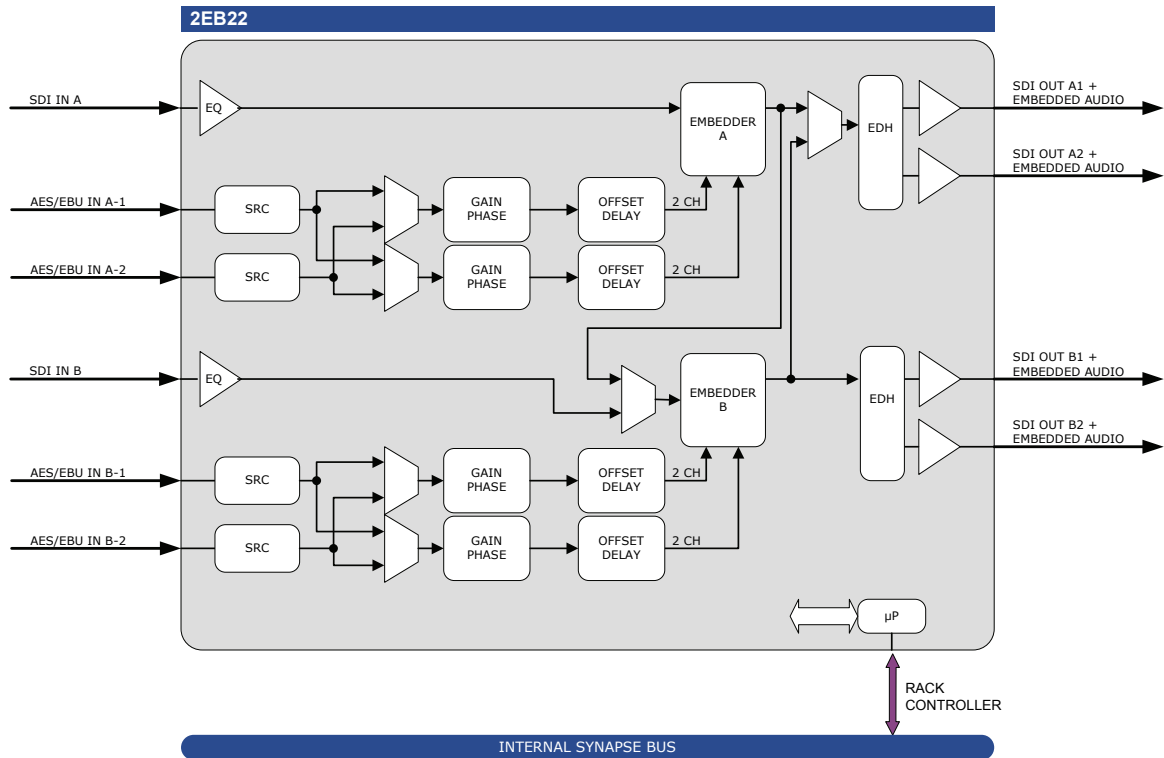 2EB22
SDI IN A
EQ
EMBEDDER
A
EDH
SDI OUT A1 +
EMBEDDED AUDIO
SDI OUT A2 +
EMBEDDED AUDIO
AES/EBU IN A-1
SRC
GAIN
PHASE
OFFSET
DELAY
2 CH
AES/EBU IN A-2
SRC
GAIN
PHASE
OFFSET
DELAY
2 CH
SDI IN B
EQ
EMBEDDER
B
EDH
SDI OUT B1 +
EMBEDDED AUDIO
SDI OUT B2 +
EMBEDDED AUDIO
AES/EBU IN B-1
SRC
GAIN
PHASE
OFFSET
DELAY
2 CH
AES/EBU IN B-2
SRC
GAIN
PHASE
OFFSET
DELAY
2 CH
µP
RACK
CONTROLLER
INTERNAL SYNAPSE BUS